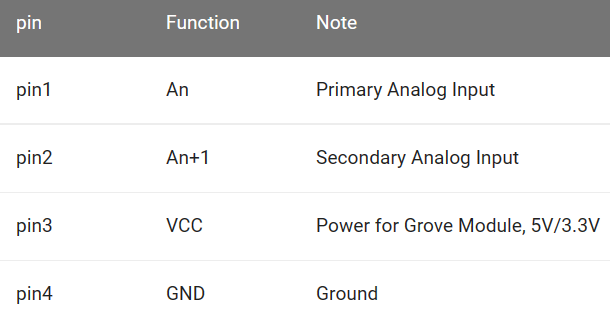 pin Function Note
pin1 An Primary Analog Input
pin2 An+1 Secondary Analog Input
pin3 VCC Power for Grove Module, 5V/3.3V
pin4 GND Ground